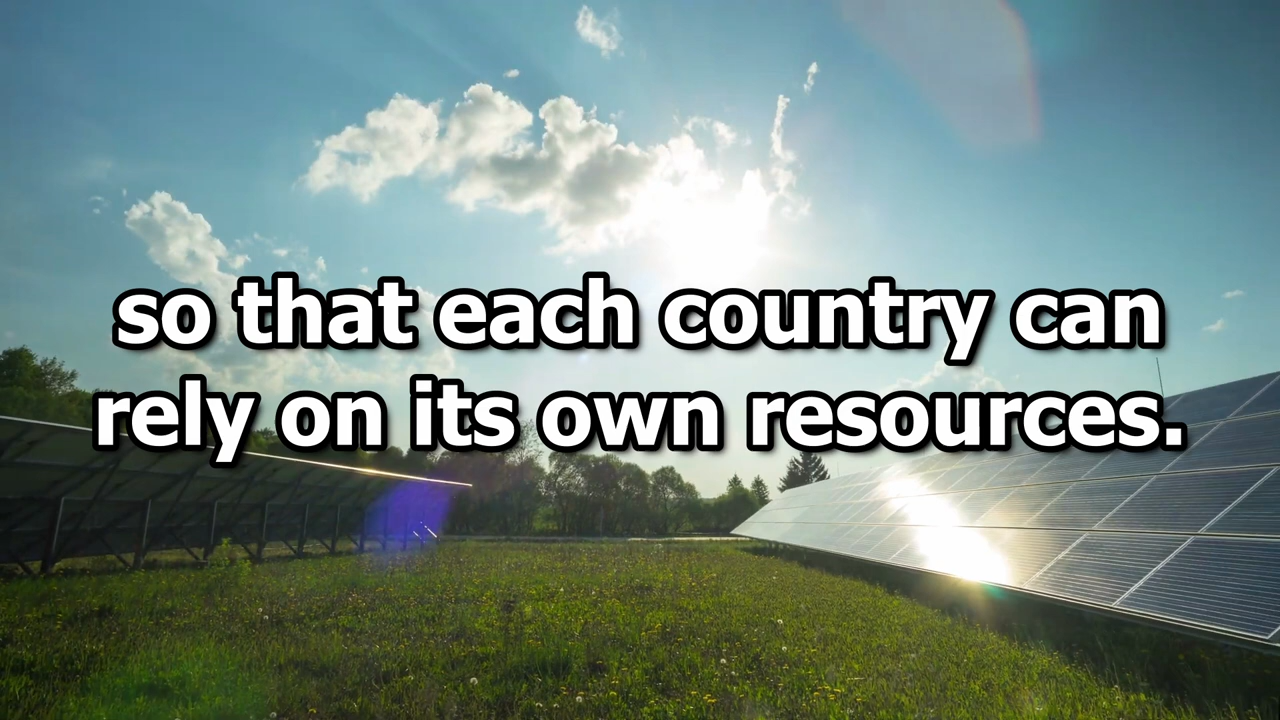 so that each country can
rely on its own resources.